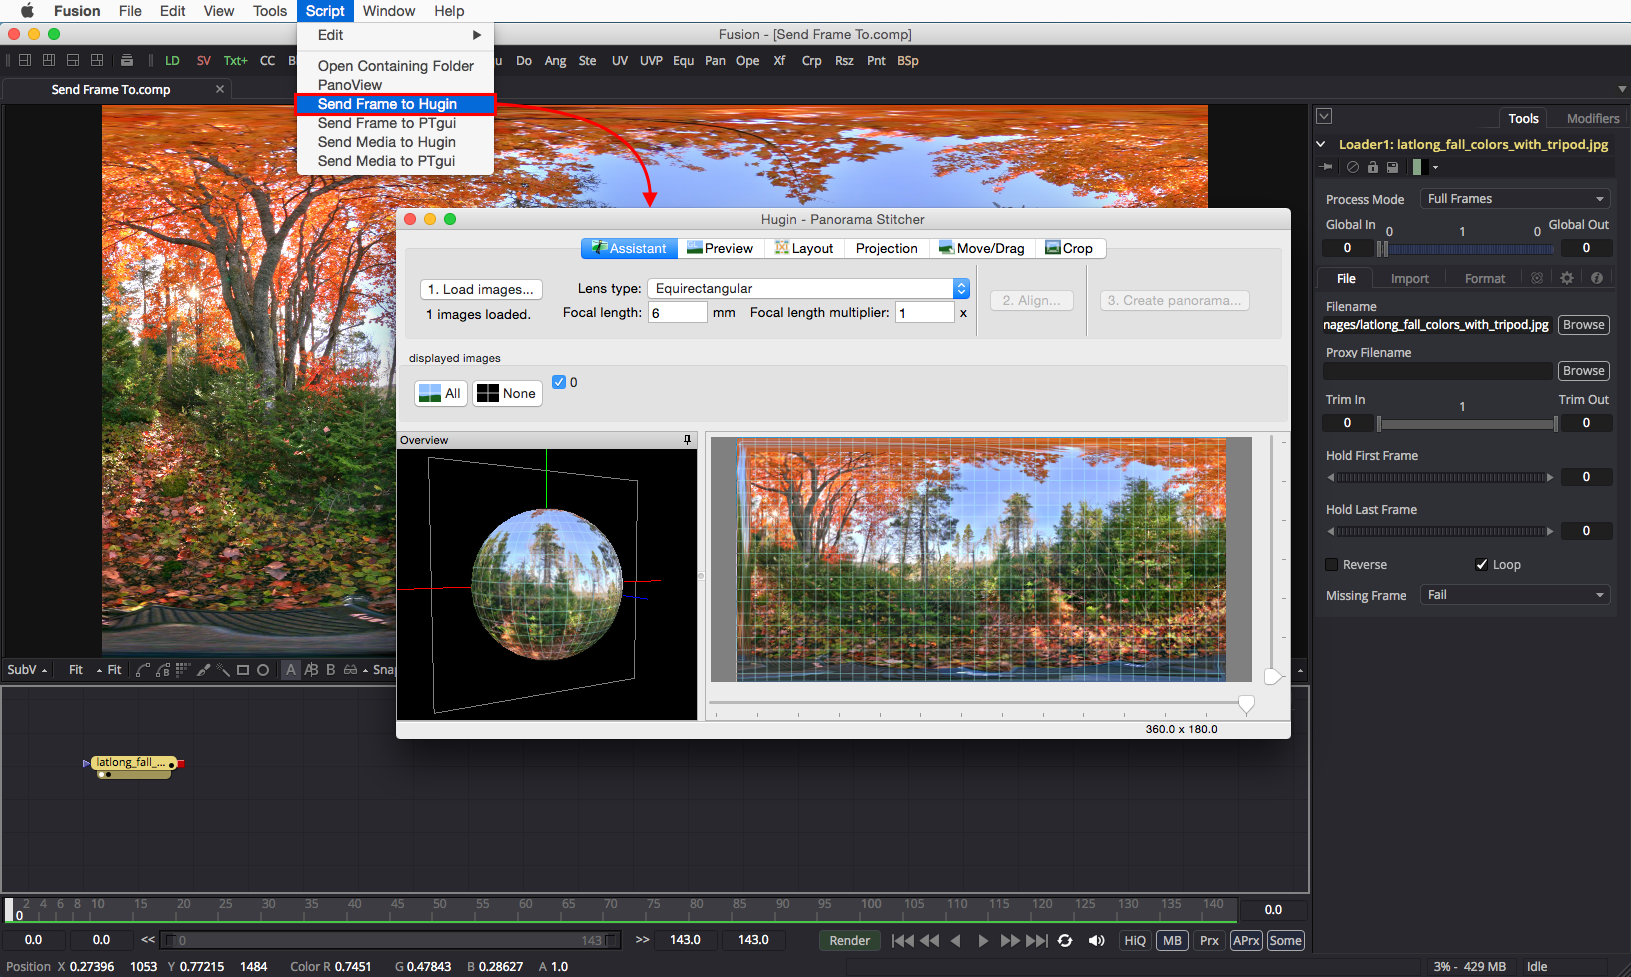 Fusion File Edit View Tools Script Window Help
Fusion - [Send Frame To.comp]
Edit
Open Containing Folder
PanoView
Send Frame to Hugin
Send Frame to PTgui
Send Media to Hugin
Send Media to PTgui
LD SV Txt+ CC Do Ang Ste UV UVP Equ Pan Ope Xf Crp Rsz Pnt BSp
Send Frame To.comp
Tools Modifiers
Loader1: latlong_fall_colors_with_tripod.jpg
Process Mode Full Frames
Global In 0 1 0 Global Out
0 0
File Import Format
Filename
nages/latlong_fall_colors_with_tripod.jpg Browse
Proxy Filename
Browse
Trim In 1 Trim Out
0 0
Hold First Frame
0
Hold Last Frame
0
Reverse Loop
Missing Frame Fail
Hugin - Panorama Stitcher
Assistant Preview Layout Projection Move/Drag Crop
1. Load images... Lens type: Equirectangular 2. Align... 3. Create panorama...
1 images loaded. Focal length: 6 mm Focal length multiplier: 1 x
displayed images
All None 0
Overview
360.0 x 180.0
SubV Fit Fit A B Snap
latlong_fall_...
0 2 4 6 8 10 15 20 25 30 35 40 45 50 55 60 65 70 75 80 85 90 95 100 105 110 115 120 125 130 135 140 0.0
0.0 0.0 << 0 143 >> 143.0 143.0 Render HiQ MB Prx APrx Some
Position X 0.27396 1053 Y 0.77215 1484 Color R 0.7451 G 0.47843 B 0.28627 A 1.0 3% - 429 MB Idle